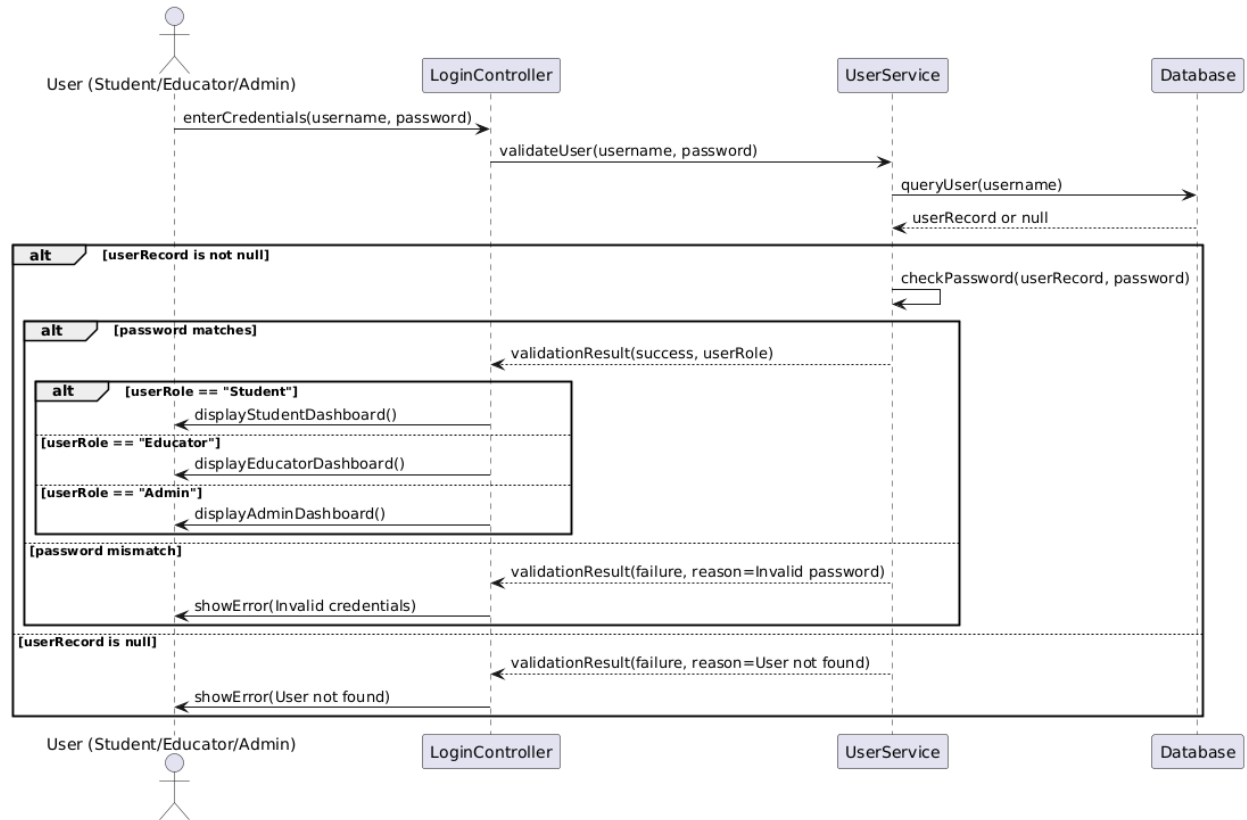 User (Student/Educator/Admin)
LoginController
UserService
Database
enterCredentials(username, password)
validateUser(username, password)
queryUser(username)
userRecord or null
alt [userRecord is not null]
checkPassword(userRecord, password)
alt [password matches]
validationResult(success, userRole)
alt [userRole == "Student"]
displayStudentDashboard()
[userRole == "Educator"]
displayEducatorDashboard()
[userRole == "Admin"]
displayAdminDashboard()
[password mismatch]
validationResult(failure, reason=Invalid password)
showError(Invalid credentials)
[userRecord is null]
validationResult(failure, reason=User not found)
showError(User not found)
User (Student/Educator/Admin)
LoginController
UserService
Database